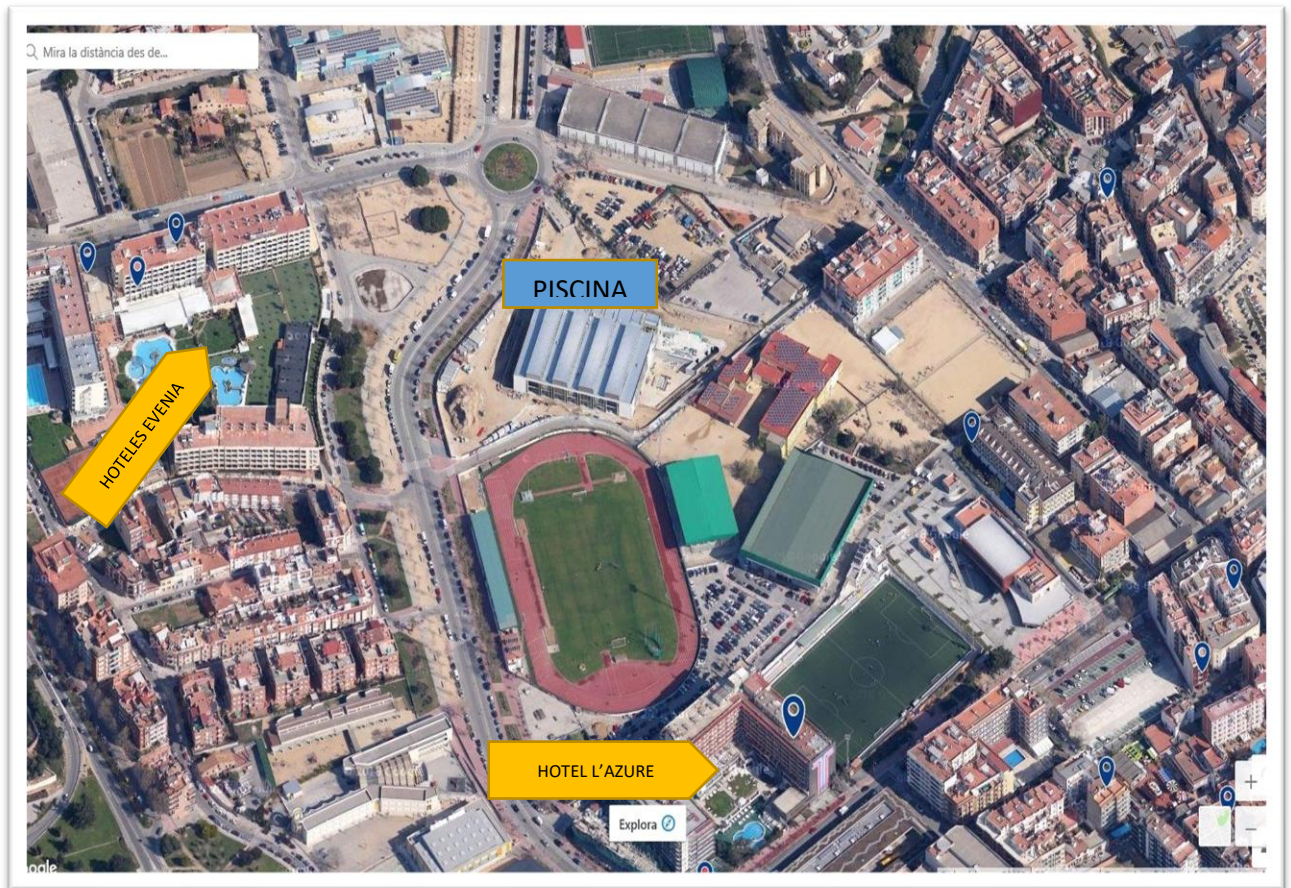 Mira la distància des de...
PISCINA
HOTELES EVENIA
HOTEL L’AZURE
Explora
+
−